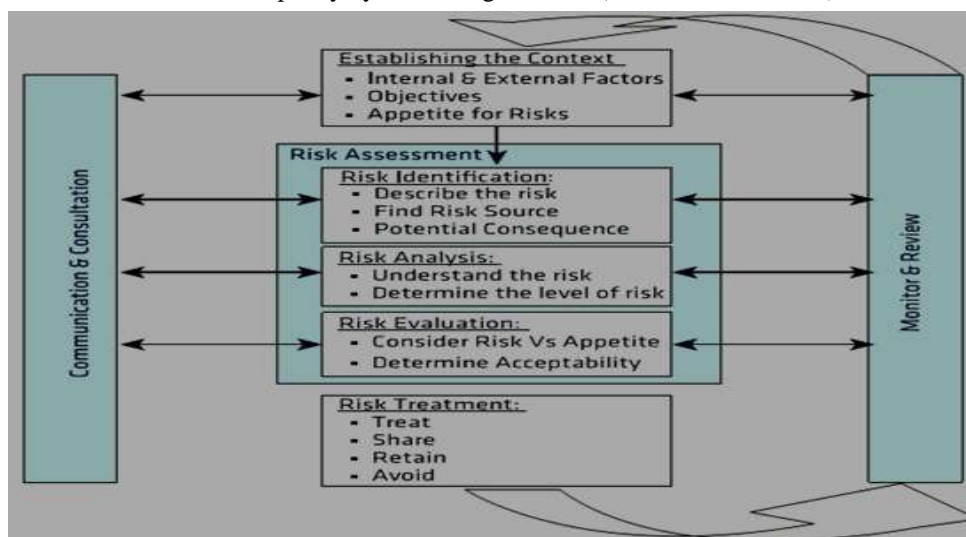 Establishing the Context
▪ Internal & External Factors
▪ Objectives
▪ Appetite for Risks
Communication & Consultation
Risk Assessment
Risk Identification:
▪ Describe the risk
▪ Find Risk Source
▪ Potential Consequence
Risk Analysis:
▪ Understand the risk
▪ Determine the level of risk
Risk Evaluation:
▪ Consider Risk Vs Appetite
▪ Determine Acceptability
Risk Treatment:
▪ Treat
▪ Share
▪ Retain
▪ Avoid
Monitor & Review